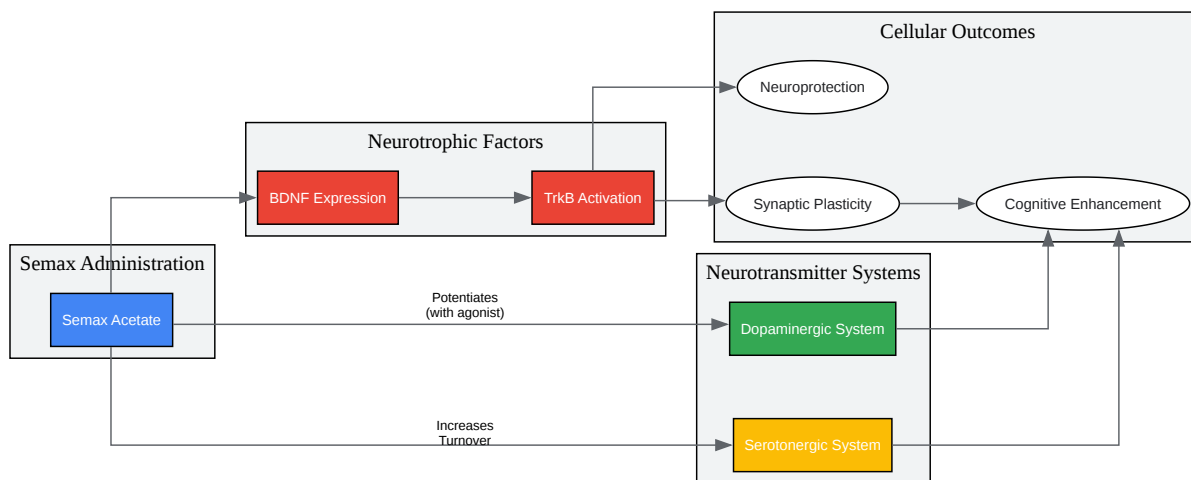 Cellular Outcomes
Neuroprotection
Neurotrophic Factors
BDNF Expression
TrkB Activation
Synaptic Plasticity
Cognitive Enhancement
Semax Administration
Semax Acetate
Potentiates
(with agonist)
Neurotransmitter Systems
Dopaminergic System
Increases
Turnover
Serotonergic System